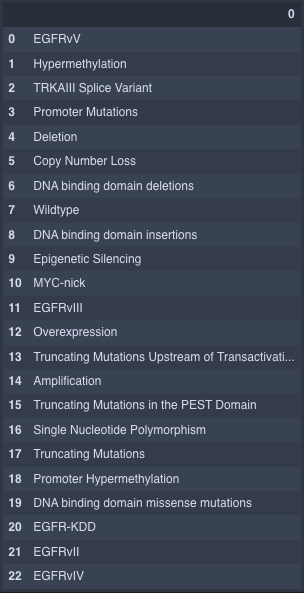 0
0 EGFRvV
1 Hypermethylation
2 TRKAIII Splice Variant
3 Promoter Mutations
4 Deletion
5 Copy Number Loss
6 DNA binding domain deletions
7 Wildtype
8 DNA binding domain insertions
9 Epigenetic Silencing
10 MYC-nick
11 EGFRvIII
12 Overexpression
13 Truncating Mutations Upstream of Transactivati...
14 Amplification
15 Truncating Mutations in the PEST Domain
16 Single Nucleotide Polymorphism
17 Truncating Mutations
18 Promoter Hypermethylation
19 DNA binding domain missense mutations
20 EGFR-KDD
21 EGFRvII
22 EGFRvIV